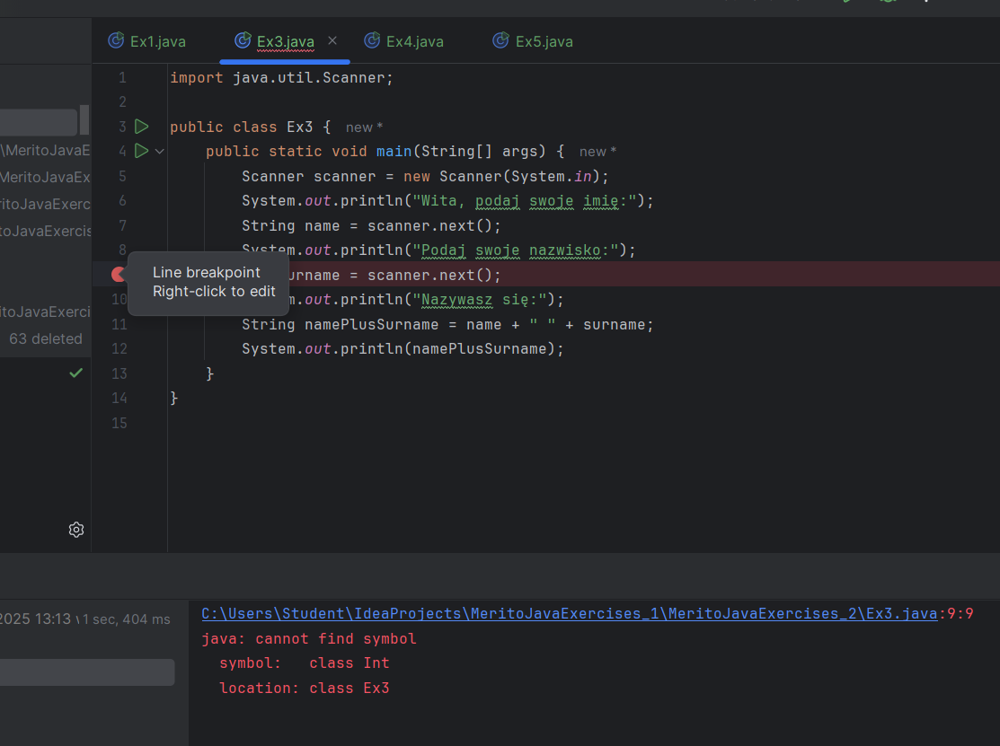 Ex1.java Ex3.java Ex4.java Ex5.java
1 import java.util.Scanner;
2
3 public class Ex3 { new *
4 public static void main(String[] args) { new *
5 Scanner scanner = new Scanner(System.in);
6 System.out.println("Wita, podaj swoje imię:");
7 String name = scanner.next();
8 System.out.println("Podaj swoje nazwisko:");
urname = scanner.next();
10 m.out.println("Nazywasz się:");
11 String namePlusSurname = name + " " + surname;
12 System.out.println(namePlusSurname);
13 }
14 }
15
Line breakpoint
Right-click to edit
\MeritoJavaE
MeritoJavaEx
ritoJavaExerc
toJavaExercis
itoJavaExerci
63 deleted
2025 13:13 1 sec, 404 ms
C:\Users\Student\IdeaProjects\MeritoJavaExercises_1\MeritoJavaExercises_2\Ex3.java:9:9
java: cannot find symbol
symbol: class Int
location: class Ex3